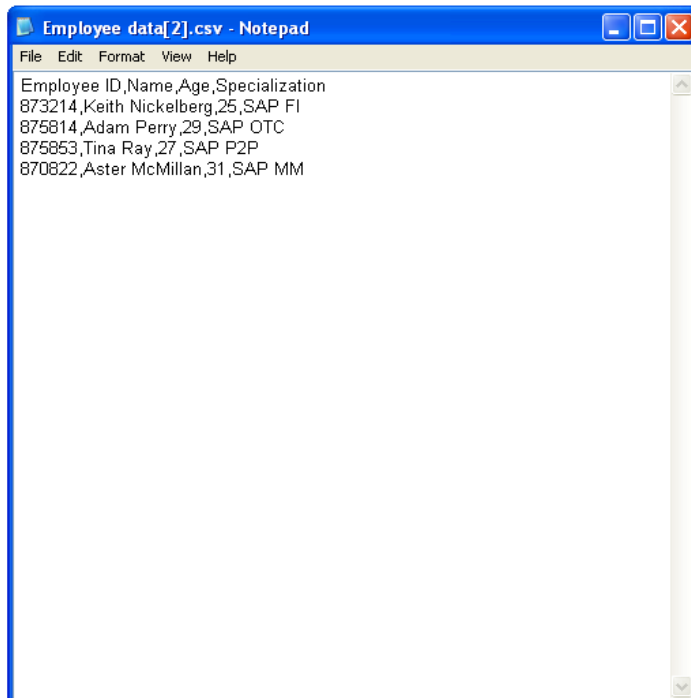 Employee data[2].csv - Notepad
File Edit Format View Help
Employee ID,Name,Age,Specialization
873214,Keith Nickelberg,25,SAP FI
875814,Adam Perry,29,SAP OTC
875853,Tina Ray,27,SAP P2P
870822,Aster McMillan,31,SAP MM